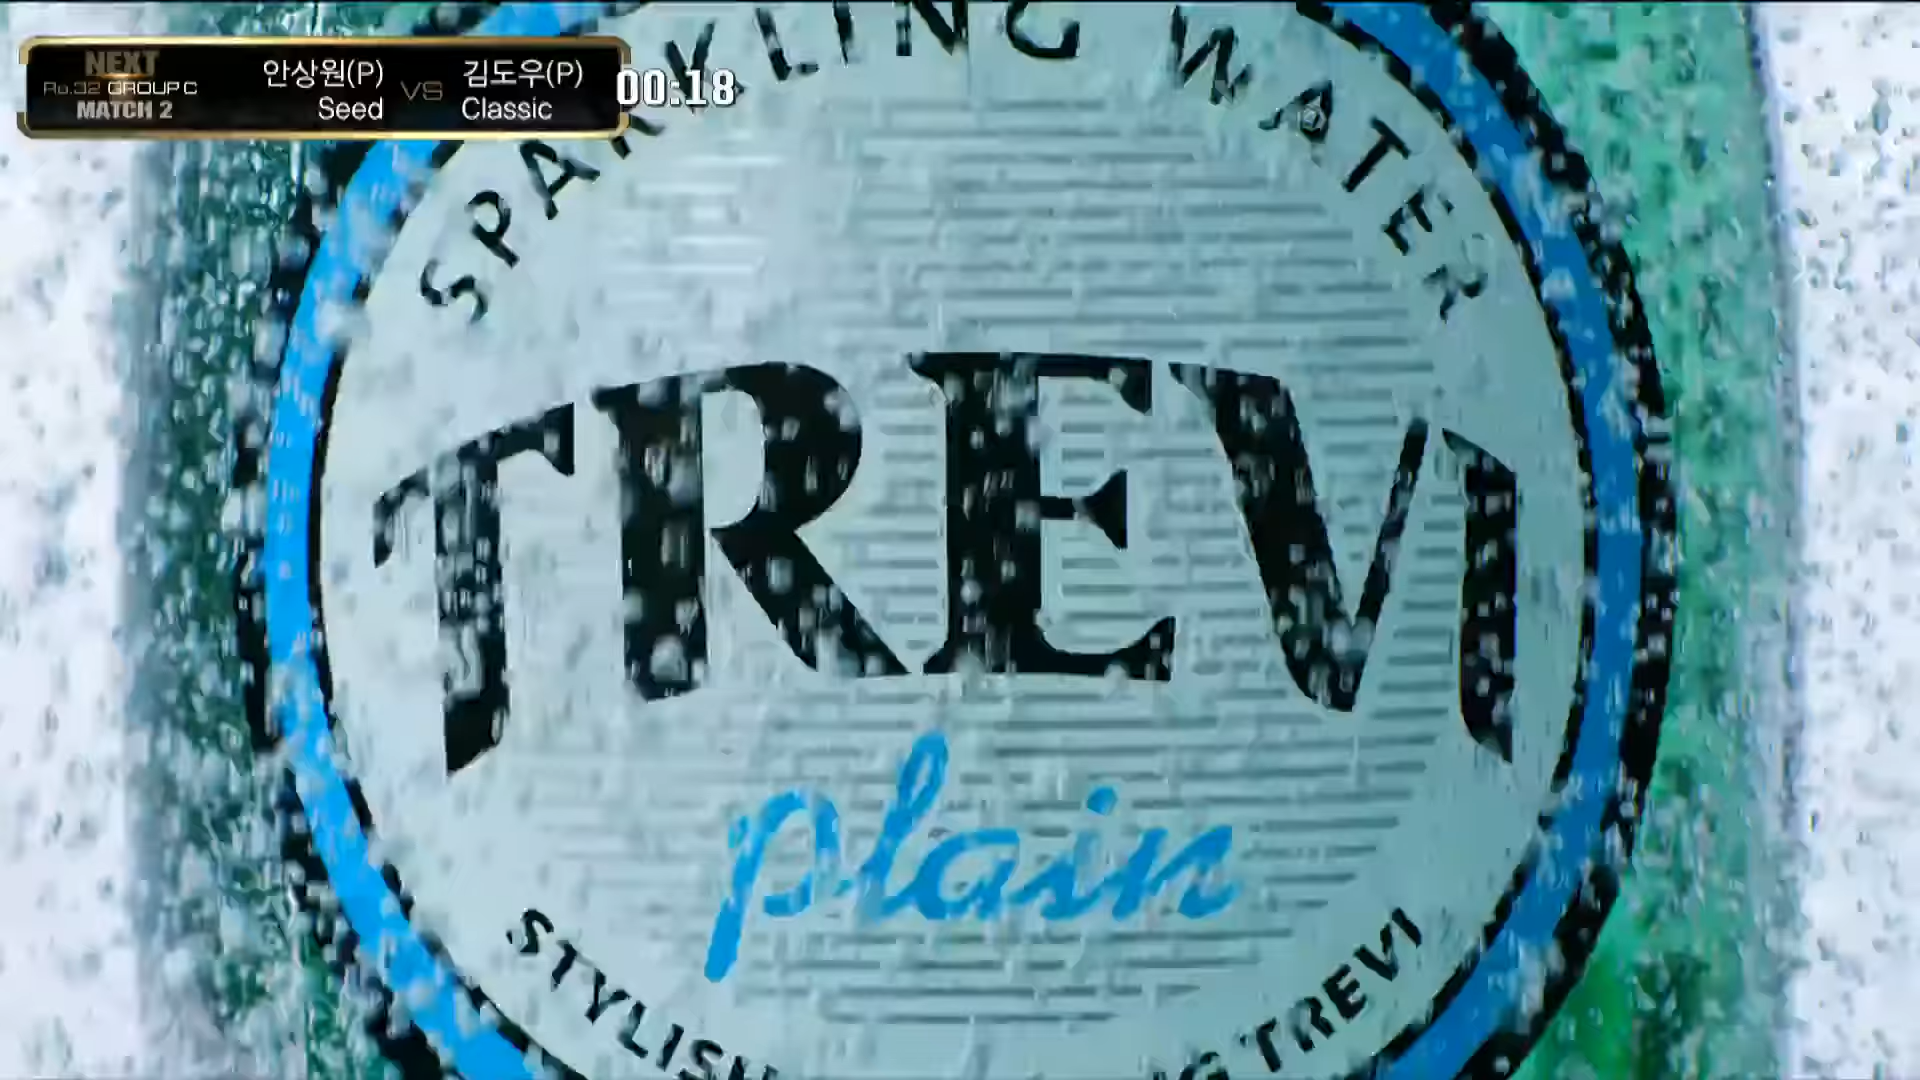 NEXT
Ro.32 GROUP C
MATCH 2
안상원(P) VS 김도우(P)
Seed Classic
00:18
SPARKLING WATER
TREVI
plain
STYLISH
TREVI